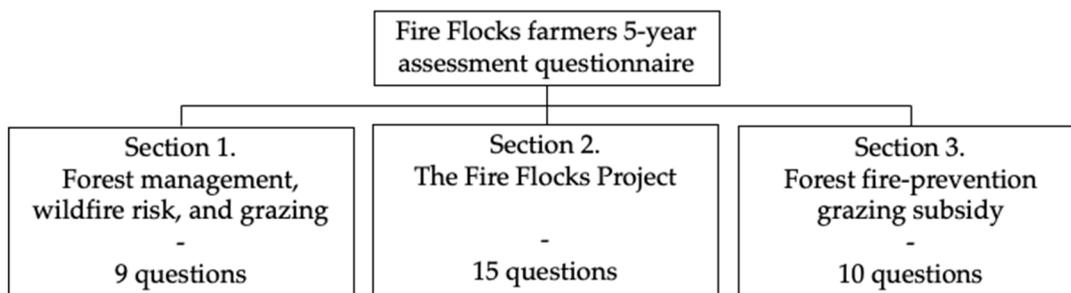 Fire Flocks farmers 5-year
assessment questionnaire
Section 1.
Forest management,
wildfire risk, and grazing
-
9 questions
Section 2.
The Fire Flocks Project
-
15 questions
Section 3.
Forest fire-prevention
grazing subsidy
-
10 questions